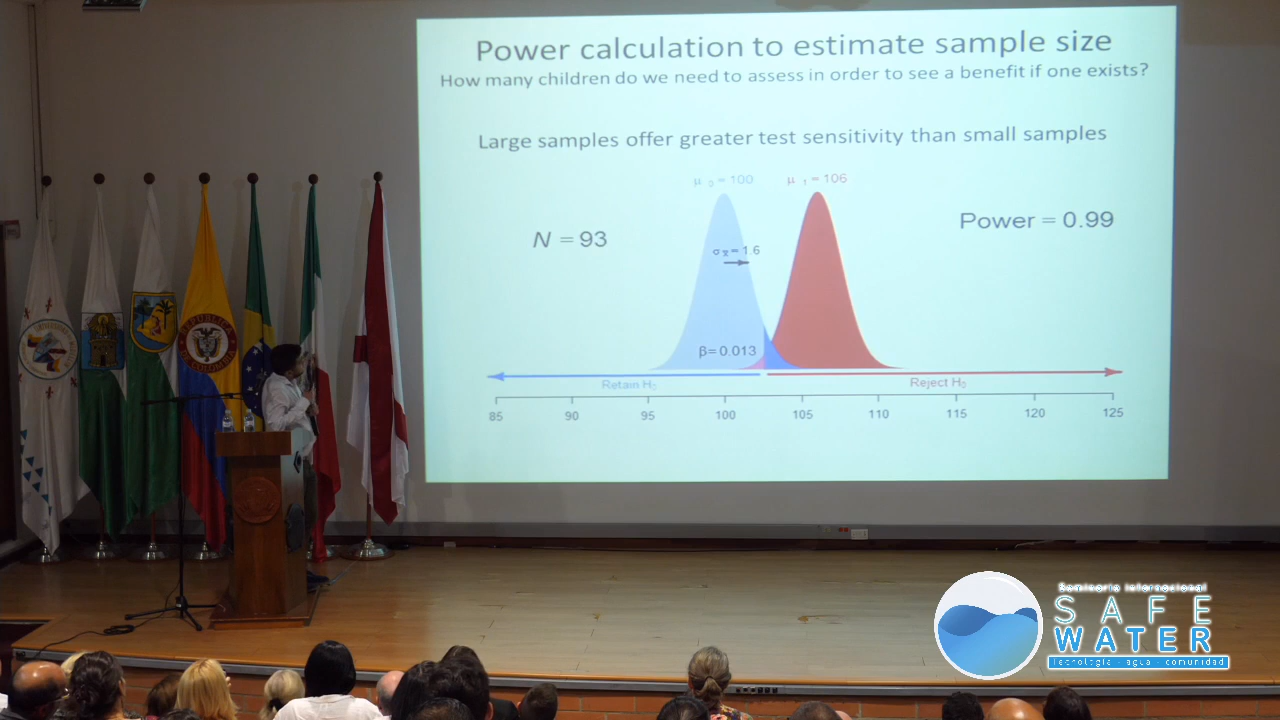 Power calculation to estimate sample size
How many children do we need to assess in order to see a benefit if one exists?
Large samples offer greater test sensitivity than small samples
μ 0 = 100
μ 1 = 106
N = 93
Power = 0.99
σ x̄ = 1.6
β= 0.013
Retain H0
Reject H0
85 90 95 100 105 110 115 120 125
REPUBLICA
DE COLOMBIA
Seminario internacional
SAFE
WATER
Tecnología - agua - comunidad